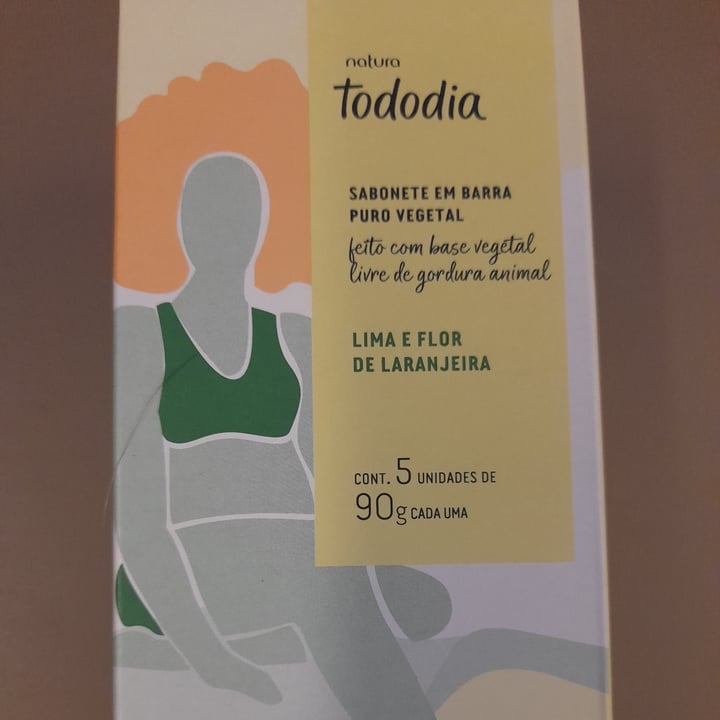 natura
Tododia
SABONETE EM BARRA
PURO VEGETAL
feito com base vegetal
livre de gordura animal
LIMA E FLOR
DE LARANJEIRA
CONT. 5 UNIDADES DE
90g CADA UMA